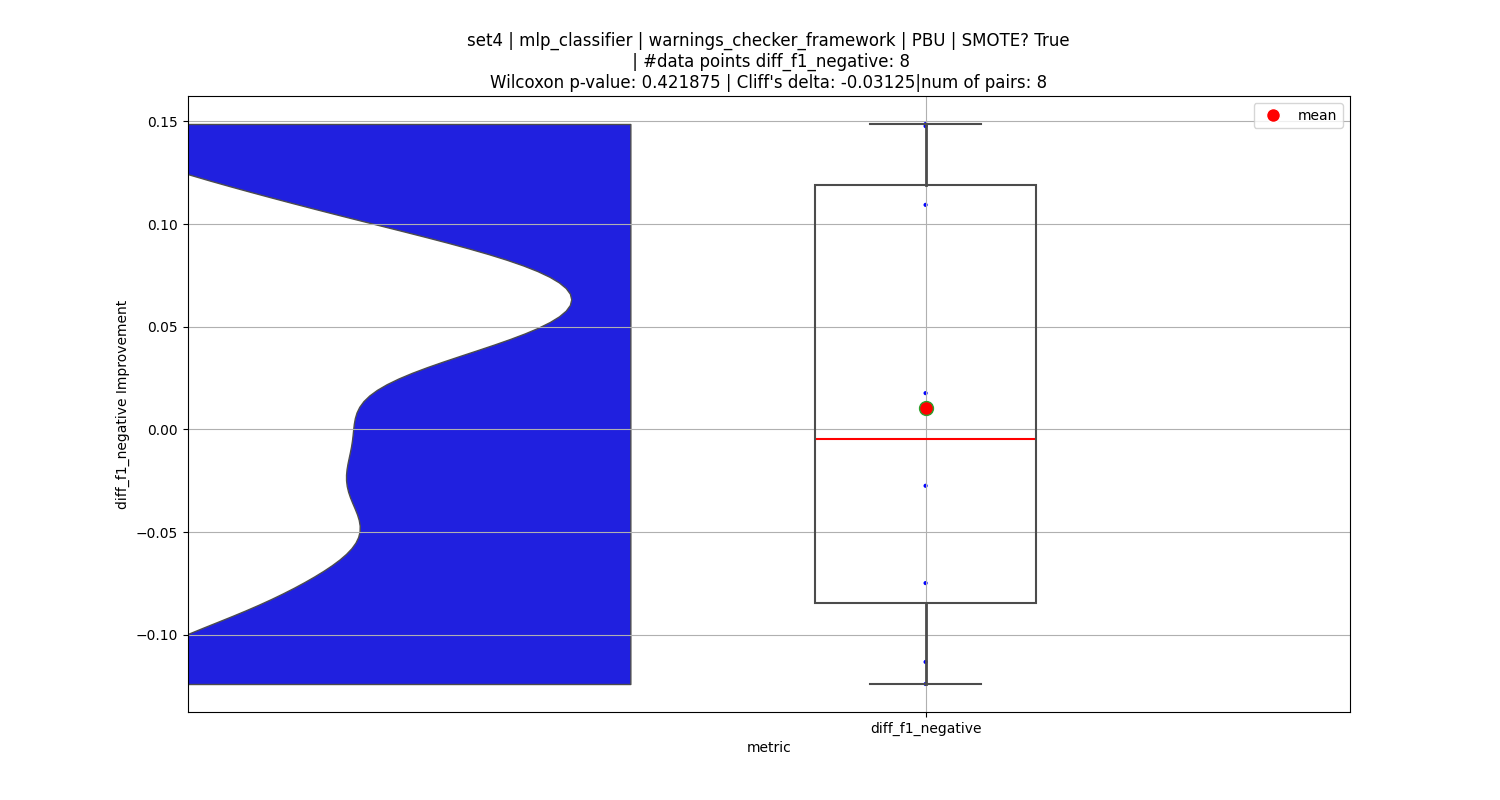 set4 | mlp_classifier | warnings_checker_framework | PBU | SMOTE? True
| #data points diff_f1_negative: 8
Wilcoxon p-value: 0.421875 | Cliff's delta: -0.03125|num of pairs: 8
mean
0.15
0.10
0.05
0.00
−0.05
−0.10
diff_f1_negative Improvement
diff_f1_negative
metric